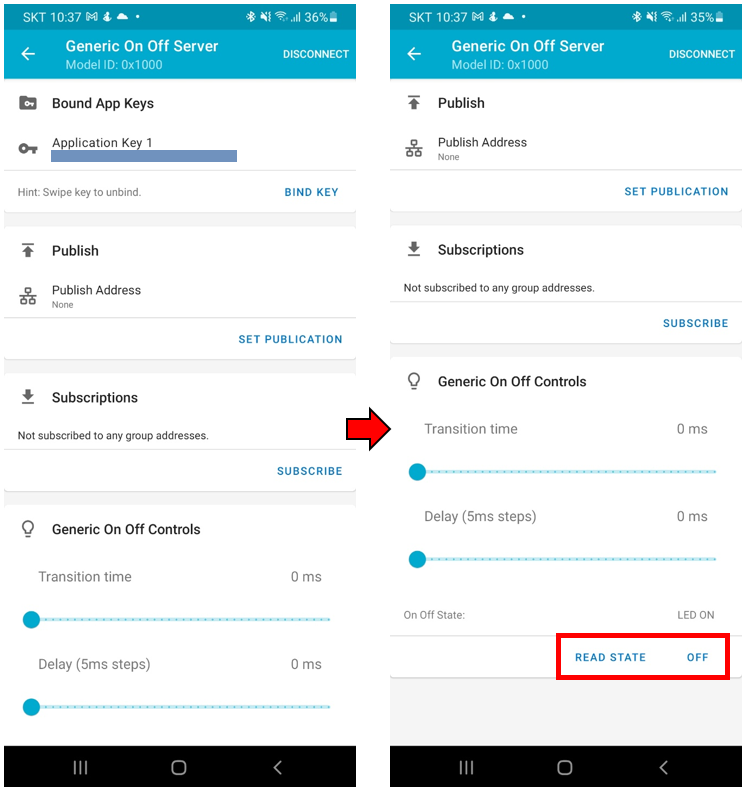 SKT 10:37 36%
Generic On Off Server
Model ID: 0x1000
DISCONNECT
Bound App Keys
Application Key 1
Hint: Swipe key to unbind.
BIND KEY
Publish
Publish Address
None
SET PUBLICATION
Subscriptions
Not subscribed to any group addresses.
SUBSCRIBE
Generic On Off Controls
Transition time 0 ms
Delay (5ms steps) 0 ms
SKT 10:37 35%
Generic On Off Server
Model ID: 0x1000
DISCONNECT
Publish
Publish Address
None
SET PUBLICATION
Subscriptions
Not subscribed to any group addresses.
SUBSCRIBE
Generic On Off Controls
Transition time 0 ms
Delay (5ms steps) 0 ms
On Off State: LED ON
READ STATE OFF